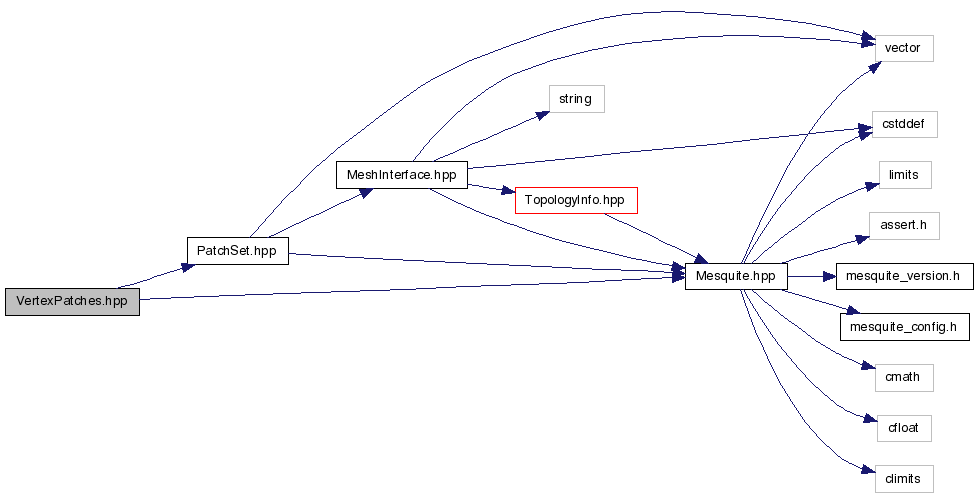 vector
string
cstddef
MeshInterface.hpp
limits
TopologyInfo.hpp
assert.h
PatchSet.hpp
Mesquite.hpp
mesquite_version.h
VertexPatches.hpp
mesquite_config.h
cmath
cfloat
climits